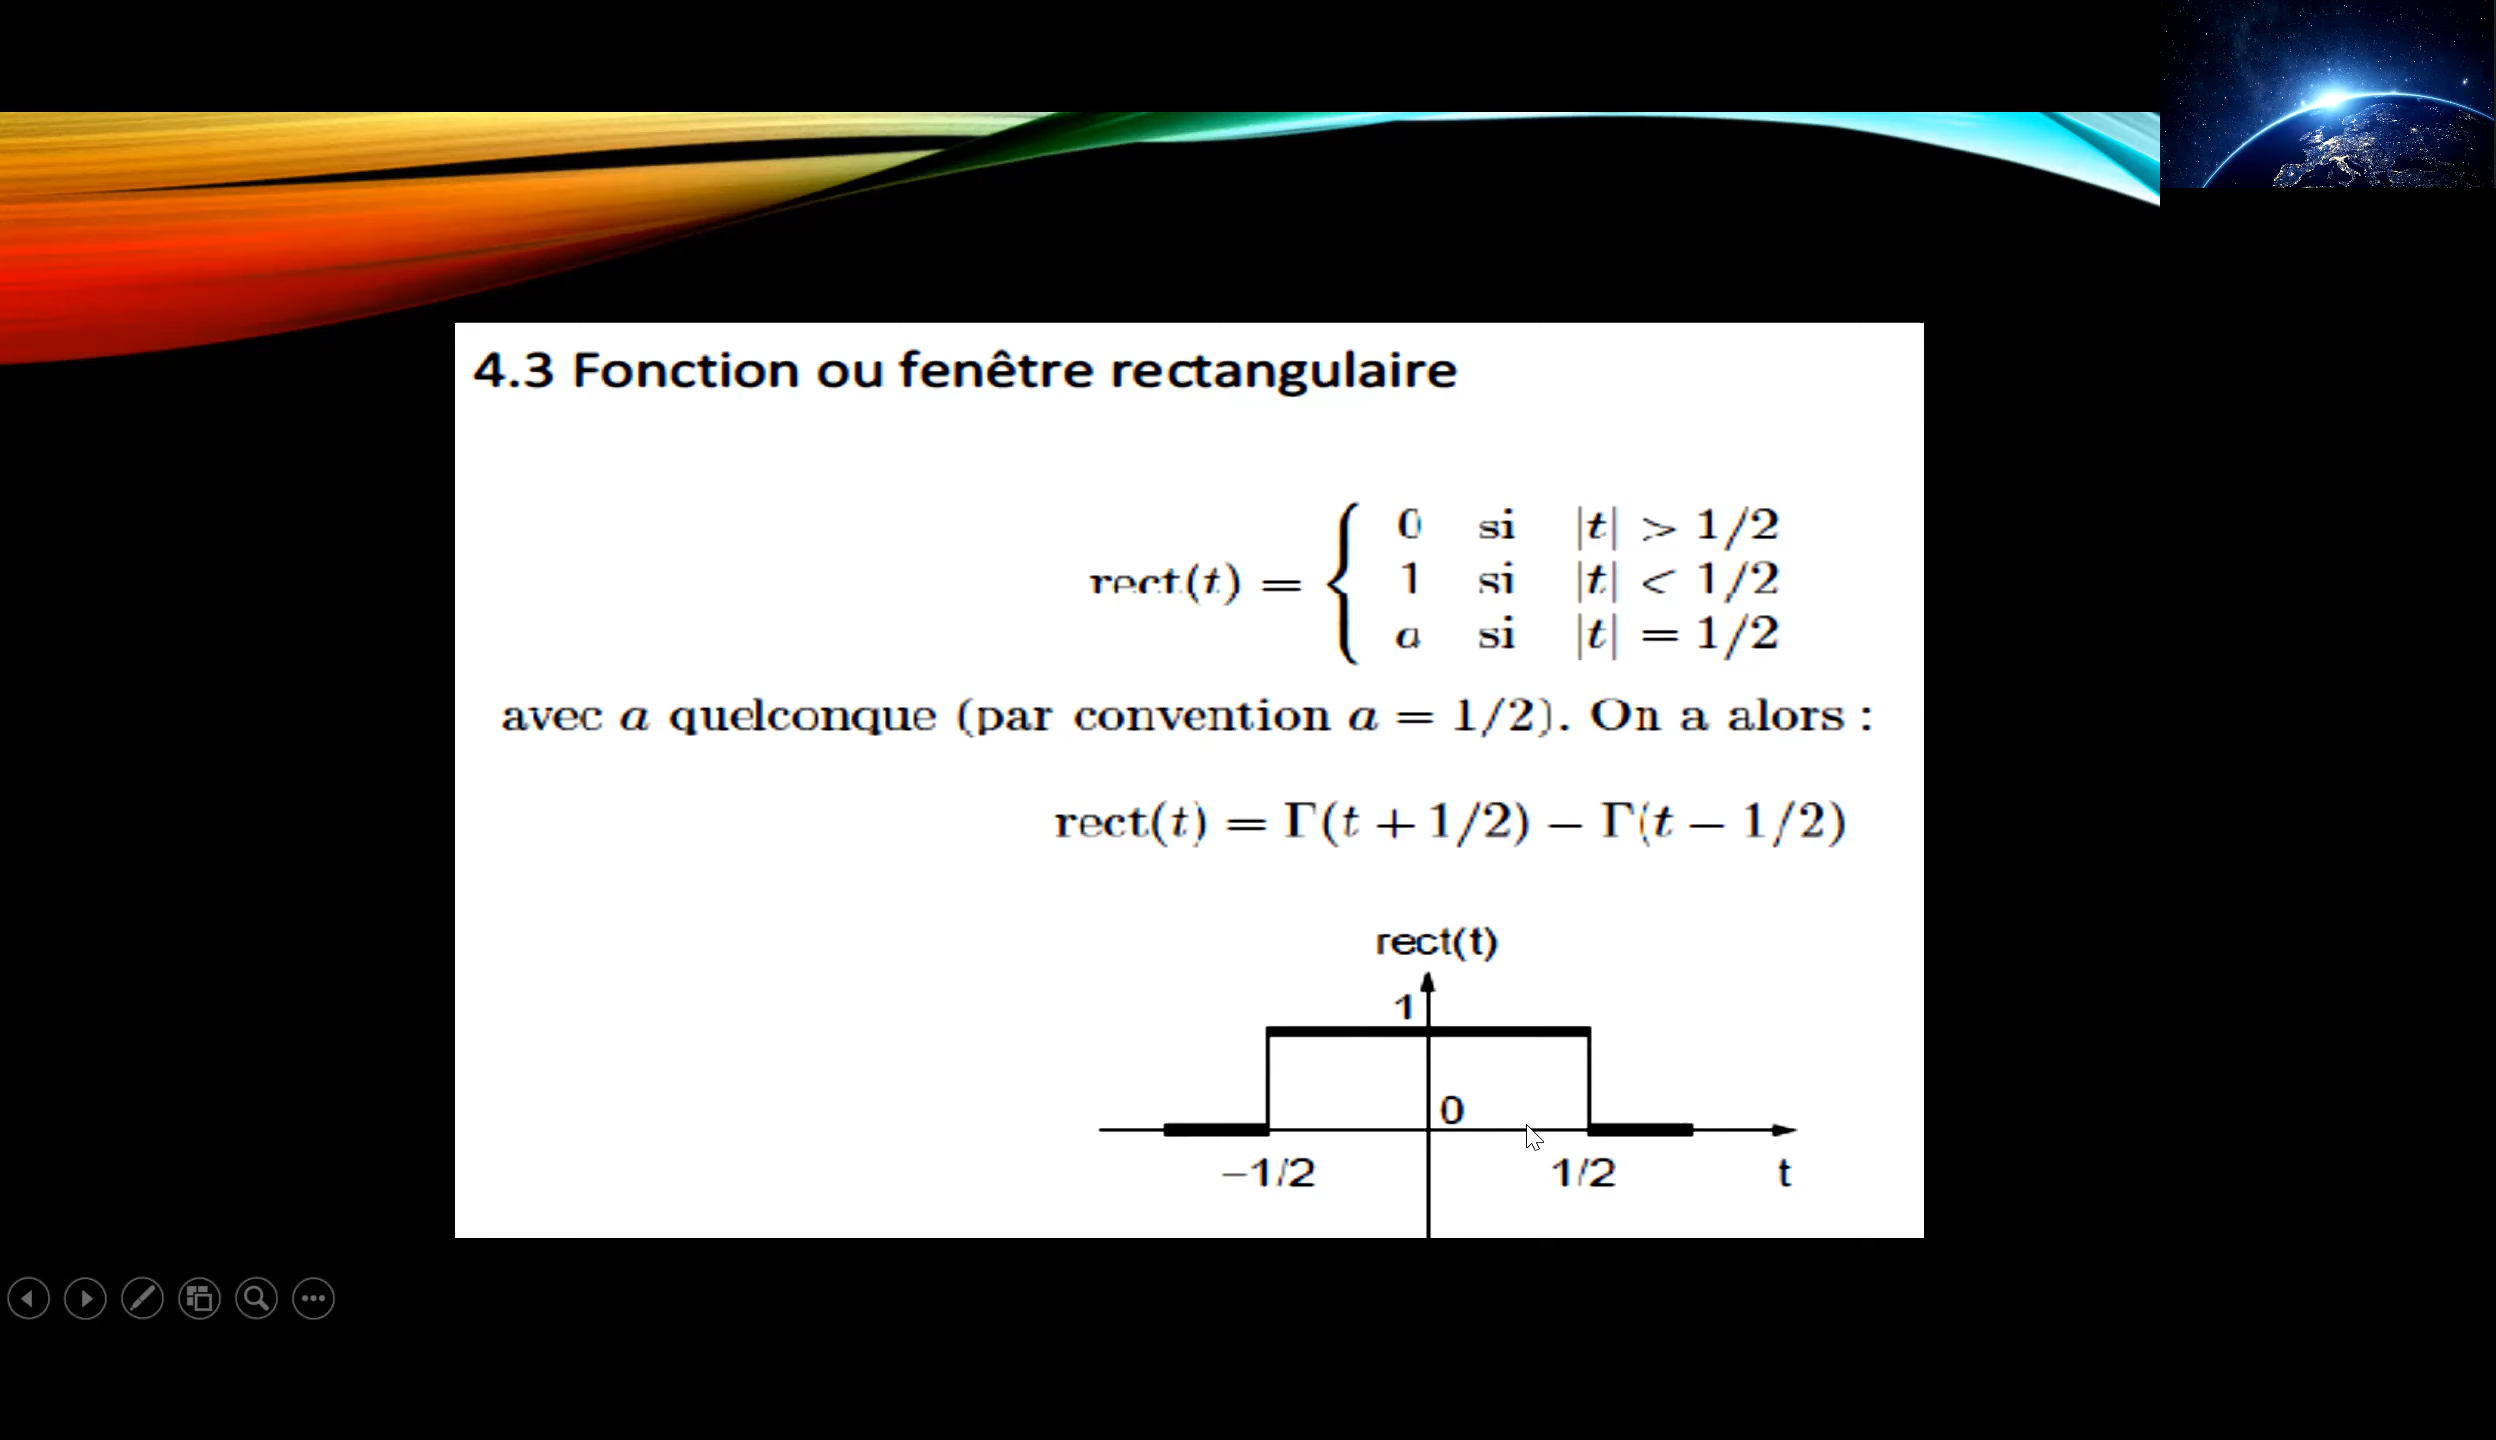 4.3 Fonction ou fenêtre rectangulaire
0 si |t| > 1/2
rect(t) = { 1 si |t| < 1/2
a si |t| = 1/2
avec a quelconque (par convention a = 1/2). On a alors :
rect(t) = Γ(t + 1/2) − Γ(t − 1/2)
rect(t)
1
0
−1/2 1/2 t